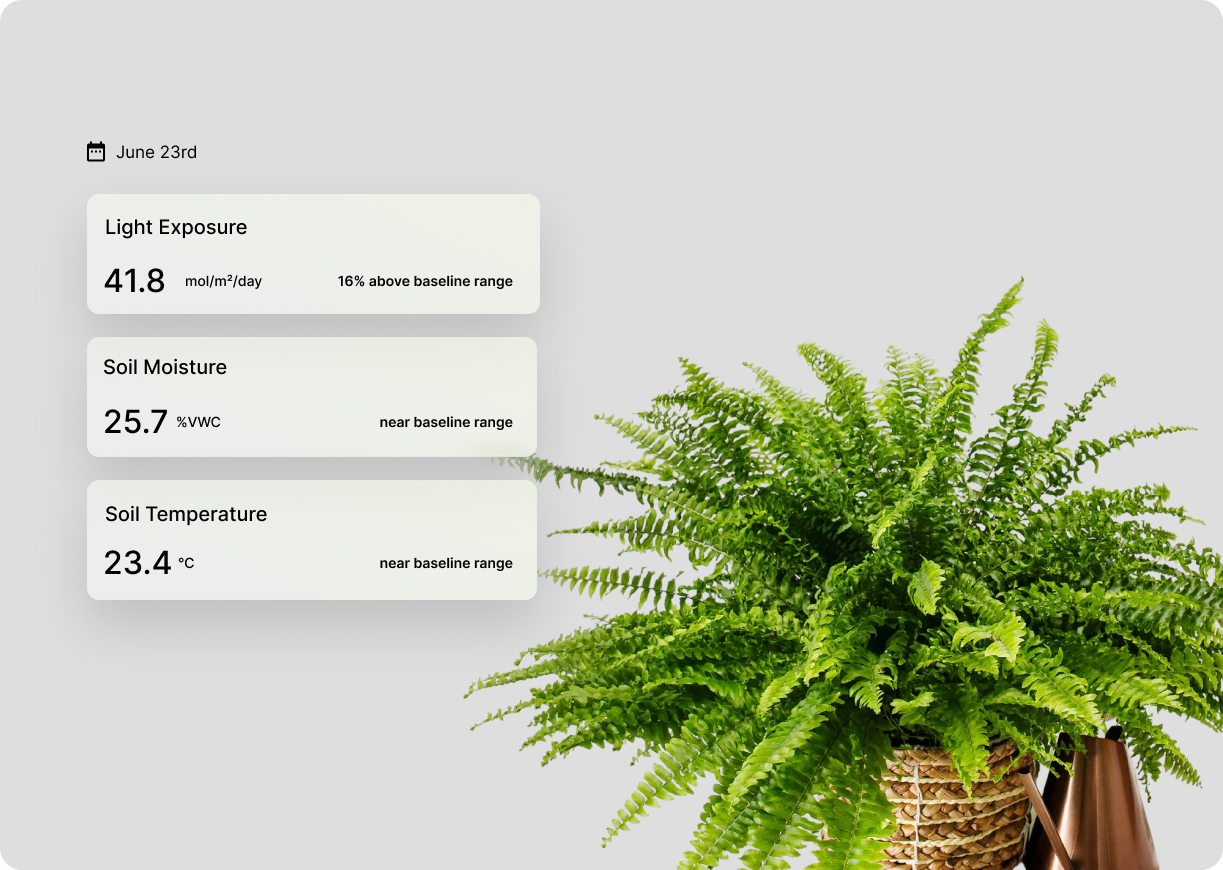 June 23rd
Light Exposure
41.8 mol/m²/day 16% above baseline range
Soil Moisture
25.7 %VWC near baseline range
Soil Temperature
23.4 °C near baseline range